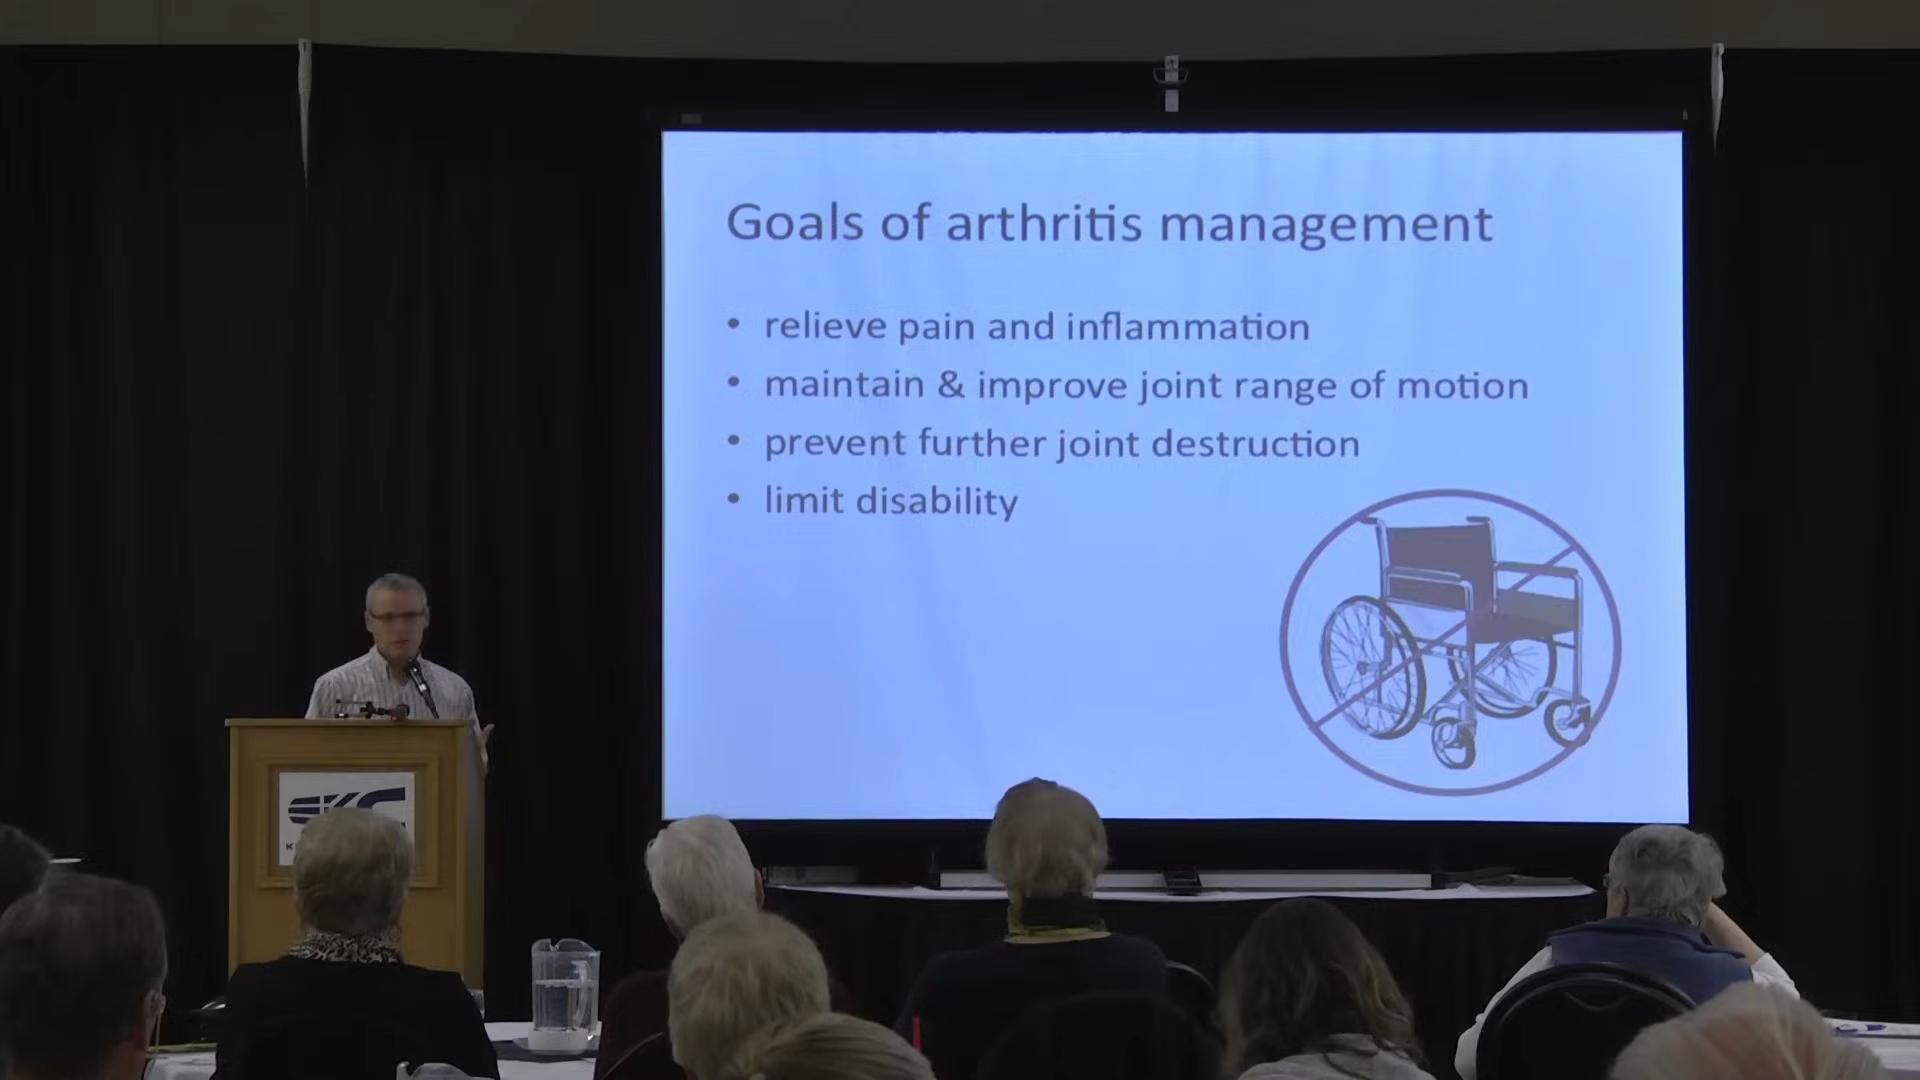 Goals of arthritis management
• relieve pain and inflammation
• maintain & improve joint range of motion
• prevent further joint destruction
• limit disability